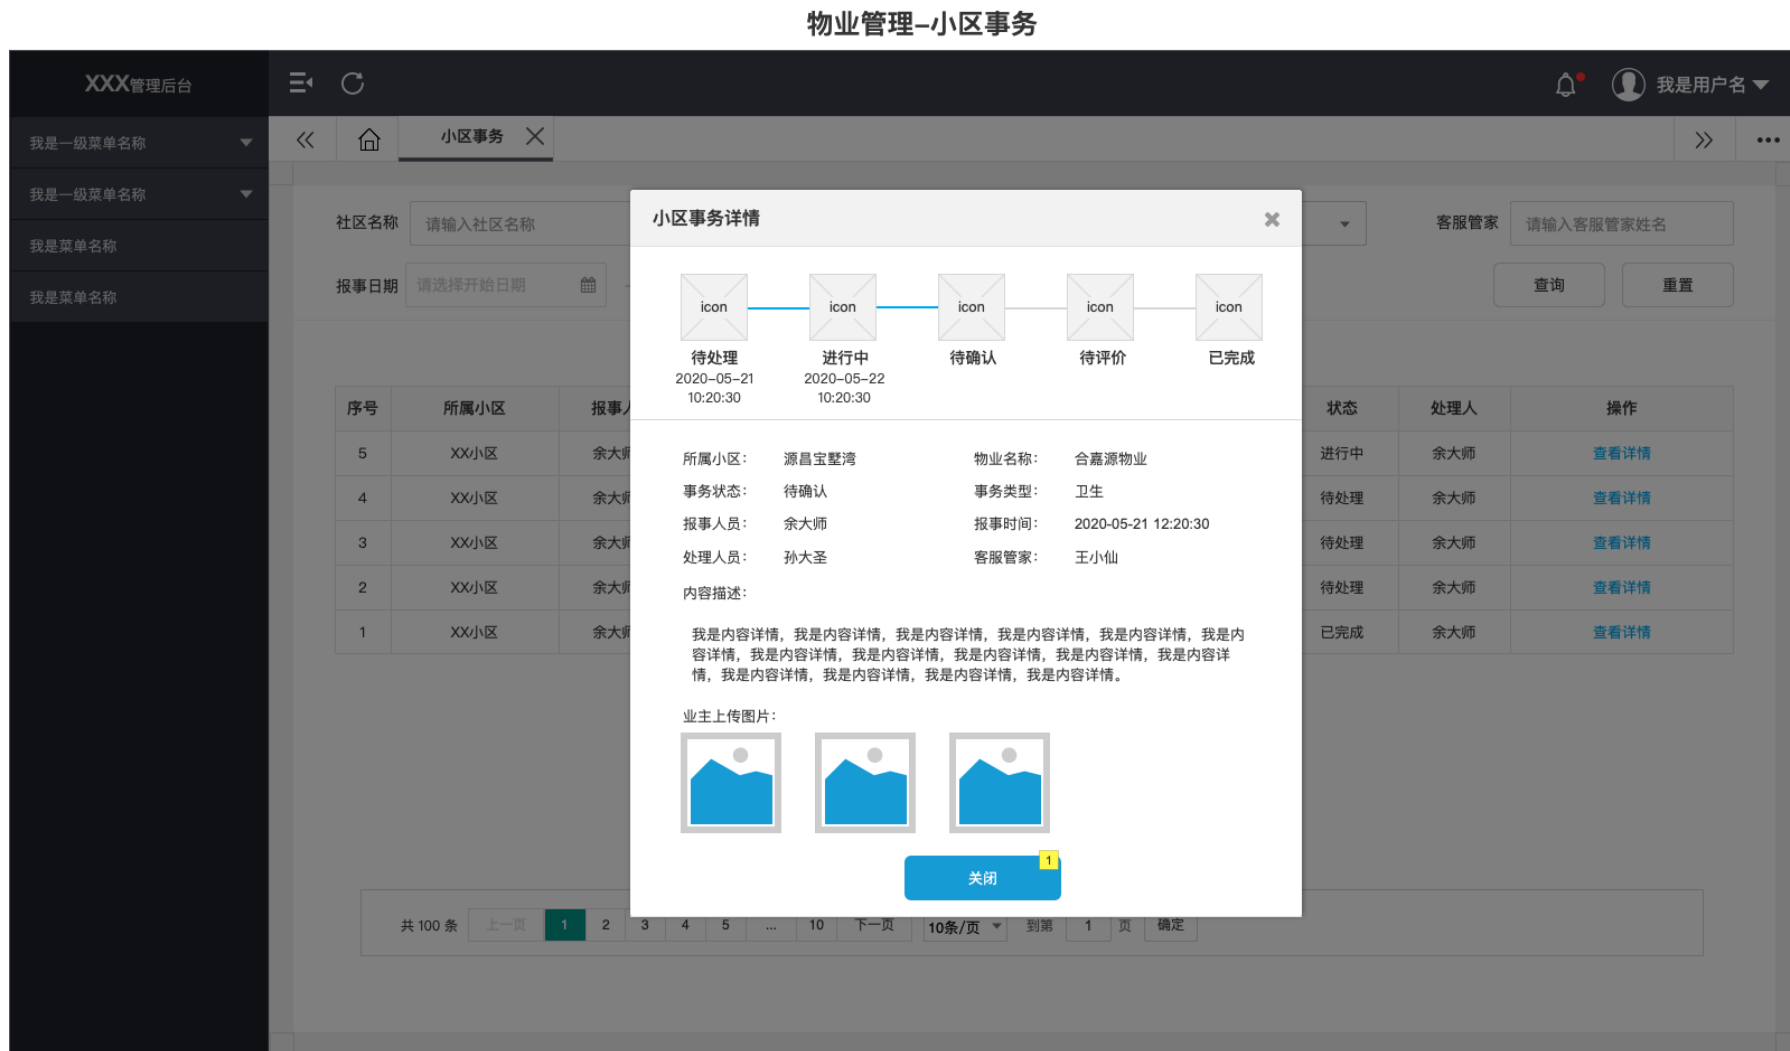 物业管理–小区事务
XXX管理后台
我是用户名
我是一级菜单名称
我是一级菜单名称
我是菜单名称
我是菜单名称
小区事务
社区名称
请输入社区名称
客服管家
请输入客服管家姓名
报事日期
请选择开始日期
查询
重置
序号 所属小区 报事 状态 处理人 操作
5 XX小区 余大师 进行中 余大师 查看详情
4 XX小区 余大师 待处理 余大师 查看详情
3 XX小区 余大师 待处理 余大师 查看详情
2 XX小区 余大师 待处理 余大师 查看详情
1 XX小区 余大师 已完成 余大师 查看详情
小区事务详情
icon icon icon icon icon
待处理 进行中 待确认 待评价 已完成
2020–05–21 2020–05–22
10:20:30 10:20:30
所属小区： 源昌宝墅湾 物业名称： 合嘉源物业
事务状态： 待确认 事务类型： 卫生
报事人员： 余大师 报事时间： 2020-05-21 12:20:30
处理人员： 孙大圣 客服管家： 王小仙
内容描述：
我是内容详情，我是内容详情，我是内容详情，我是内容详情，我是内容详情，我是内
容详情，我是内容详情，我是内容详情，我是内容详情，我是内容详情，我是内容详
情，我是内容详情，我是内容详情，我是内容详情，我是内容详情。
业主上传图片：
1
关闭
共 100 条 上一页 1 2 3 4 5 ... 10 下一页 10条/页 到第 1 页 确定